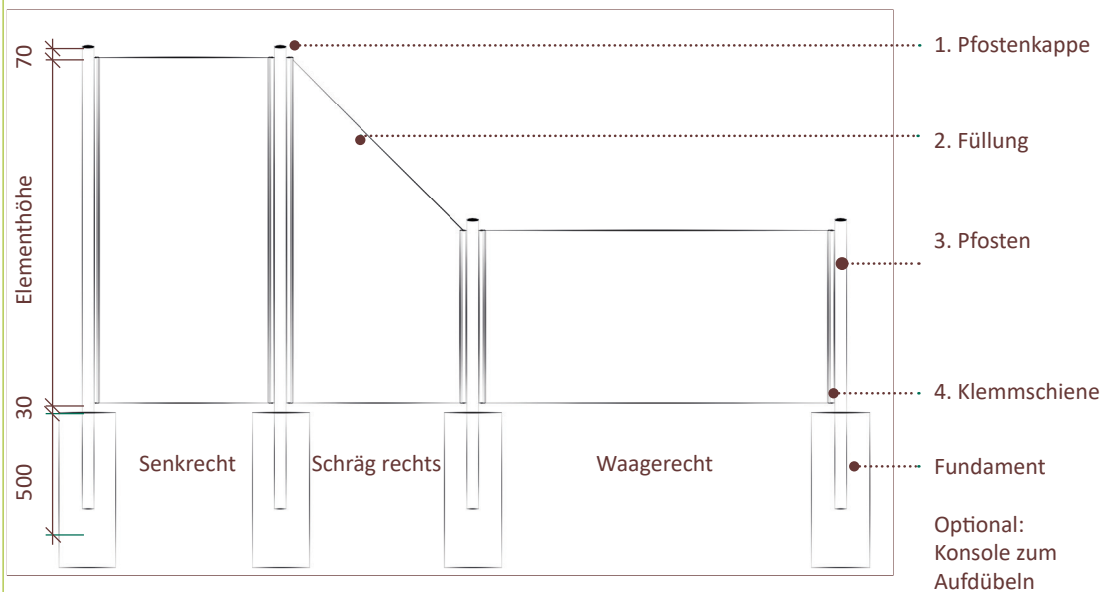 1. Pfostenkappe
2. Füllung
3. Pfosten
4. Klemmschiene
Fundament
Optional:
Konsole zum
Aufdübeln
70
Elementhöhe
30
500
Senkrecht
Schräg rechts
Waagerecht